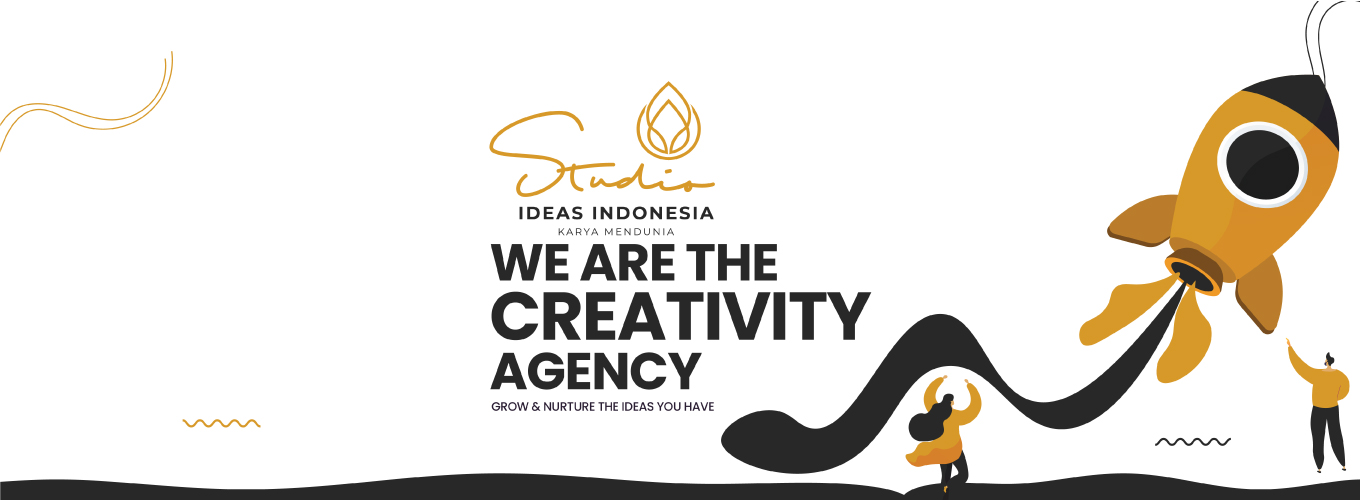 Studio
IDEAS INDONESIA
KARYA MENDUNIA
WE ARE THE
CREATIVITY
AGENCY
GROW & NURTURE THE IDEAS YOU HAVE